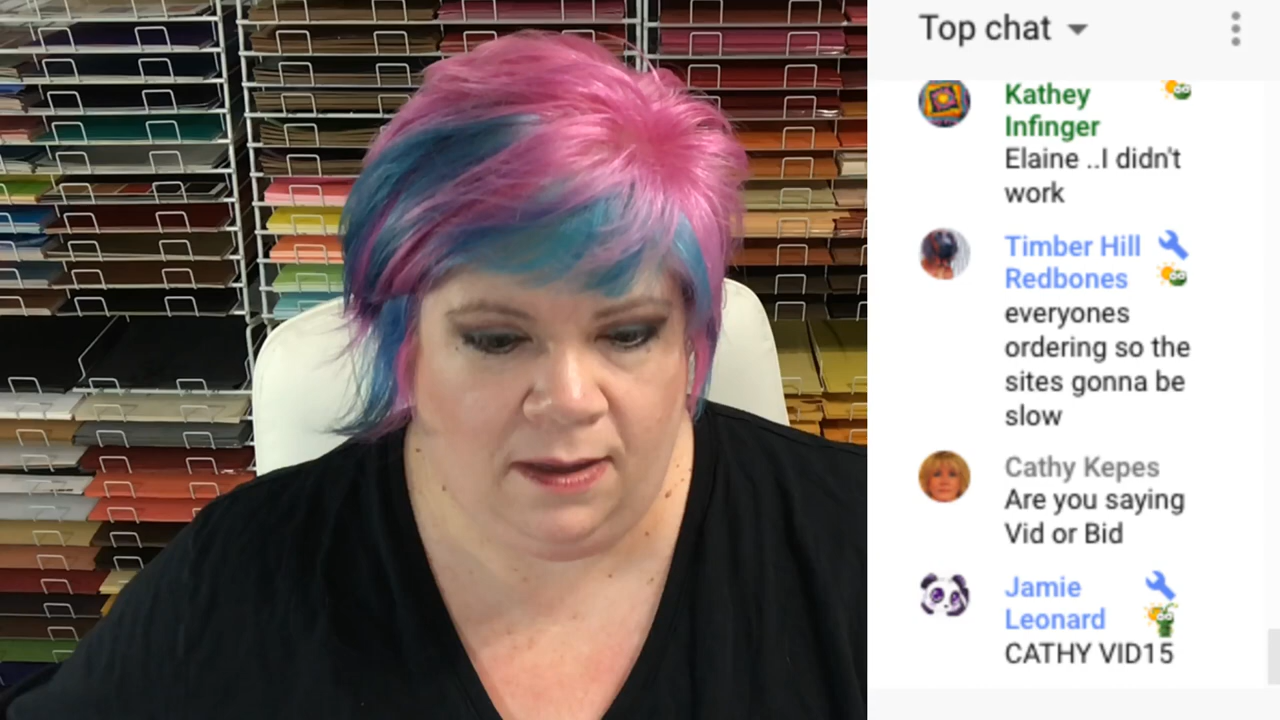 Top chat
Kathey
Infinger
Elaine ..I didn't
work
Timber Hill
Redbones
everyones
ordering so the
sites gonna be
slow
Cathy Kepes
Are you saying
Vid or Bid
Jamie
Leonard
CATHY VID15